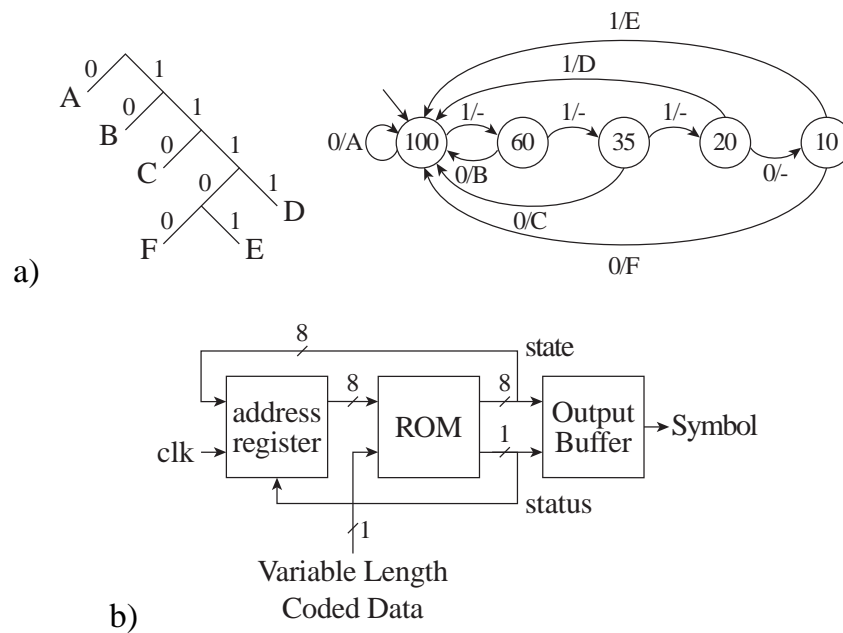 0 1
A 0 1
B 0 1
C 0 1
0 1 D
F E
a)
1/E
1/D
1/- 1/- 1/-
0/A 100 60 35 20 10
0/B 0/-
0/C
0/F
8 state
address register 8 ROM 8 Output Buffer Symbol
1
clk
status
1
Variable Length
Coded Data
b)